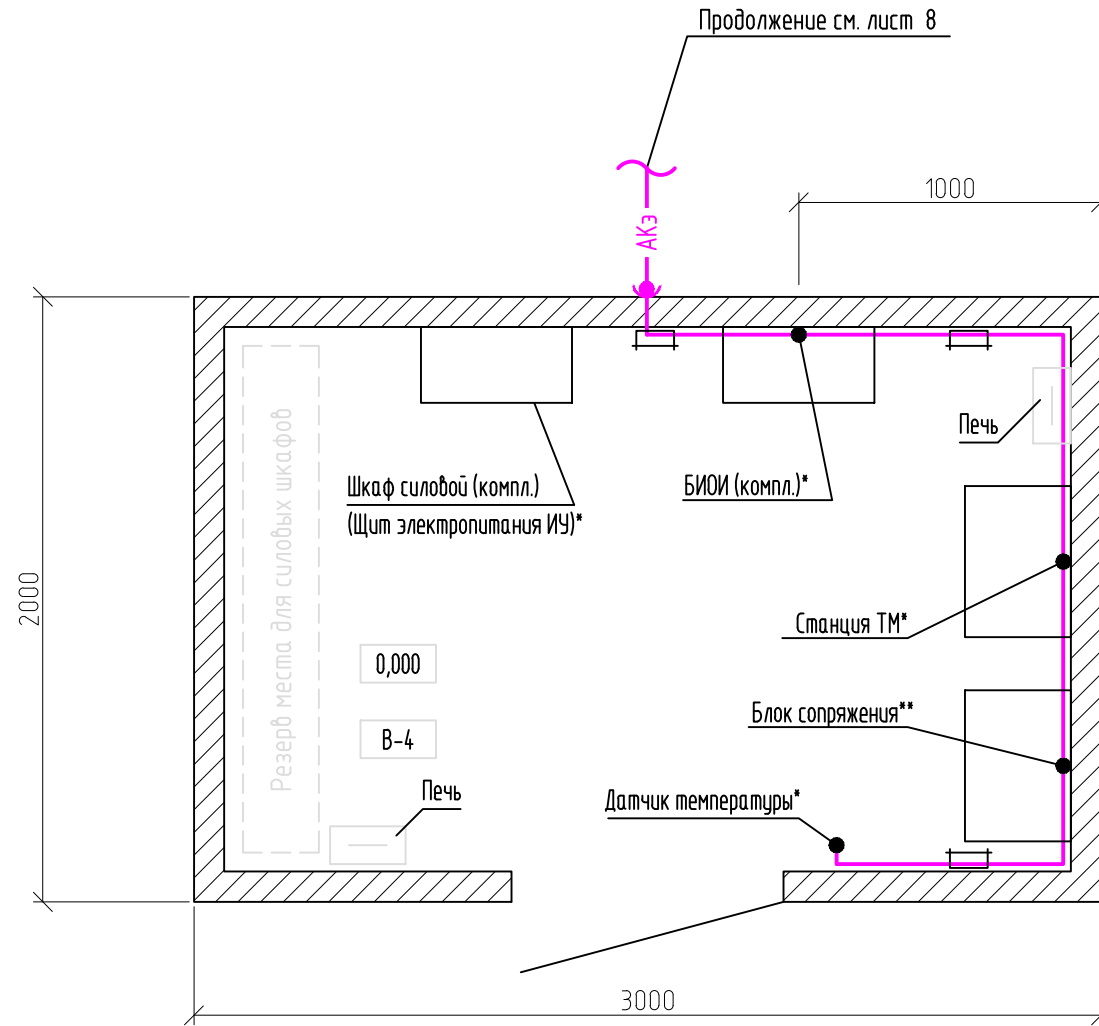 Продолжение см. лист 8
1000
АКэ
Печь
Шкаф силовой (компл.)
(Щит электропитания ИУ)*
БИОИ (компл.)*
Резерв места для силовых шкафов
2000
Станция ТМ*
0,000
Блок сопряжения**
В-4
Печь
Датчик температуры*
3000